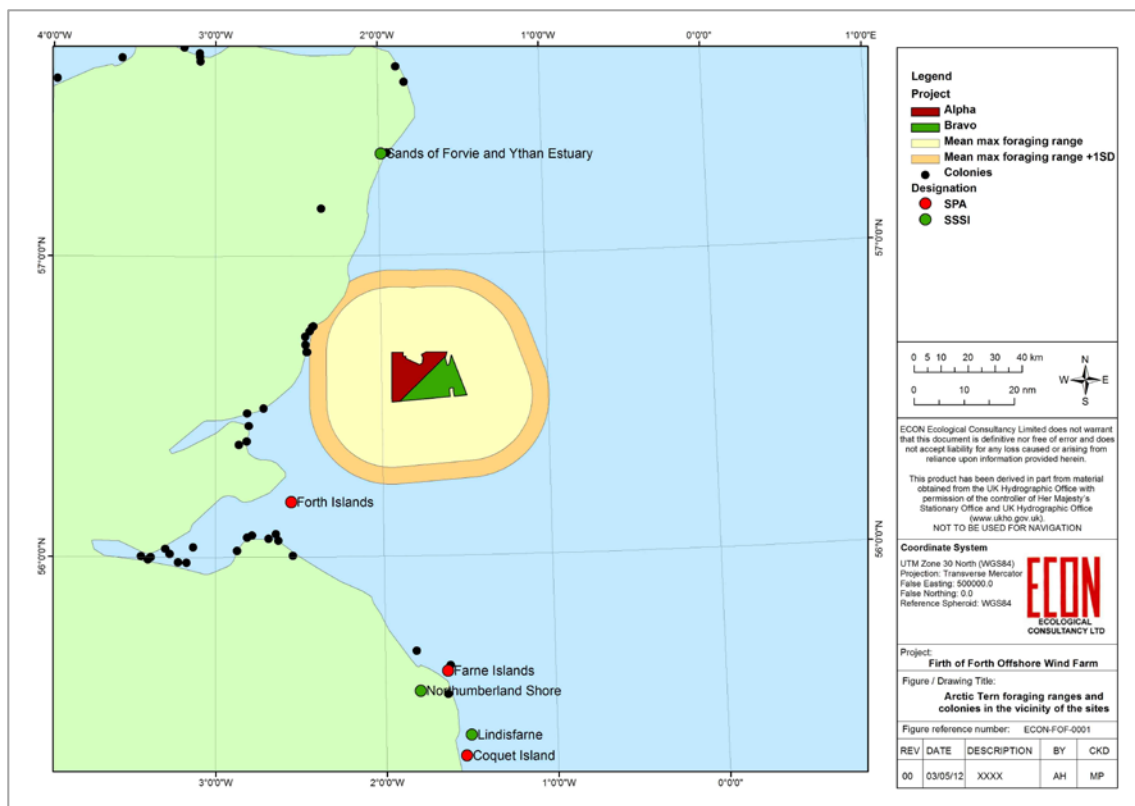 4°0'0"W
3°0'0"W
2°0'0"W
1°0'0"W
0°0'0"
1°0'0"E
57°0'0"N
57°0'0"N
56°0'0"N
56°0'0"N
Sands of Forvie and Ythan Estuary
Forth Islands
Farne Islands
Northumberland Shore
Lindisfarne
Coquet Island
3°0'0"W
2°0'0"W
1°0'0"W
0°0'0"
Legend
Project
Alpha
Bravo
Mean max foraging range
Mean max foraging range +1SD
Colonies
Designation
SPA
SSSI
0 5 10 20 30 40 km
0 10 20 nm
N
W E
S
ECON Ecological Consultancy Limited does not warrant
that this document is definitive nor free of error and does
not accept liability for any loss caused or arising from
reliance upon information provided herein.
This product has been derived in part from material
obtained from the UK Hydrographic Office with
permission of the controller of Her Majesty's
Stationary Office and UK Hydrographic Office
(www.ukho.gov.uk).
NOT TO BE USED FOR NAVIGATION
Coordinate System
UTM Zone 30 North (WGS84)
Projection: Transverse Mercator
False Easting: 500000.0
False Northing: 0.0
Reference Spheroid: WGS84
ECON
ECOLOGICAL
CONSULTANCY LTD
Project:
Firth of Forth Offshore Wind Farm
Figure / Drawing Title:
Arctic Tern foraging ranges and
colonies in the vicinity of the sites
Figure reference number: ECON-FOF-0001
REV DATE DESCRIPTION BY CKD
00 03/05/12 XXXX AH MP